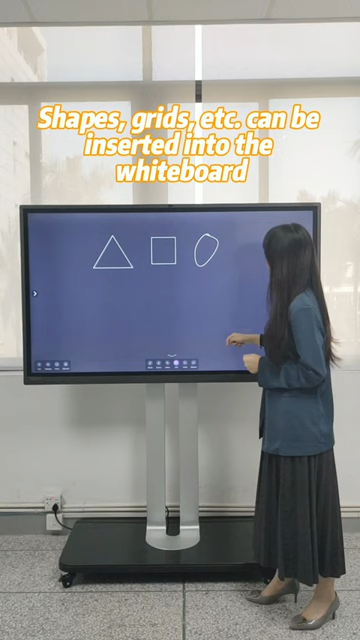 Shapes, grids, etc. can be
inserted into the
whiteboard